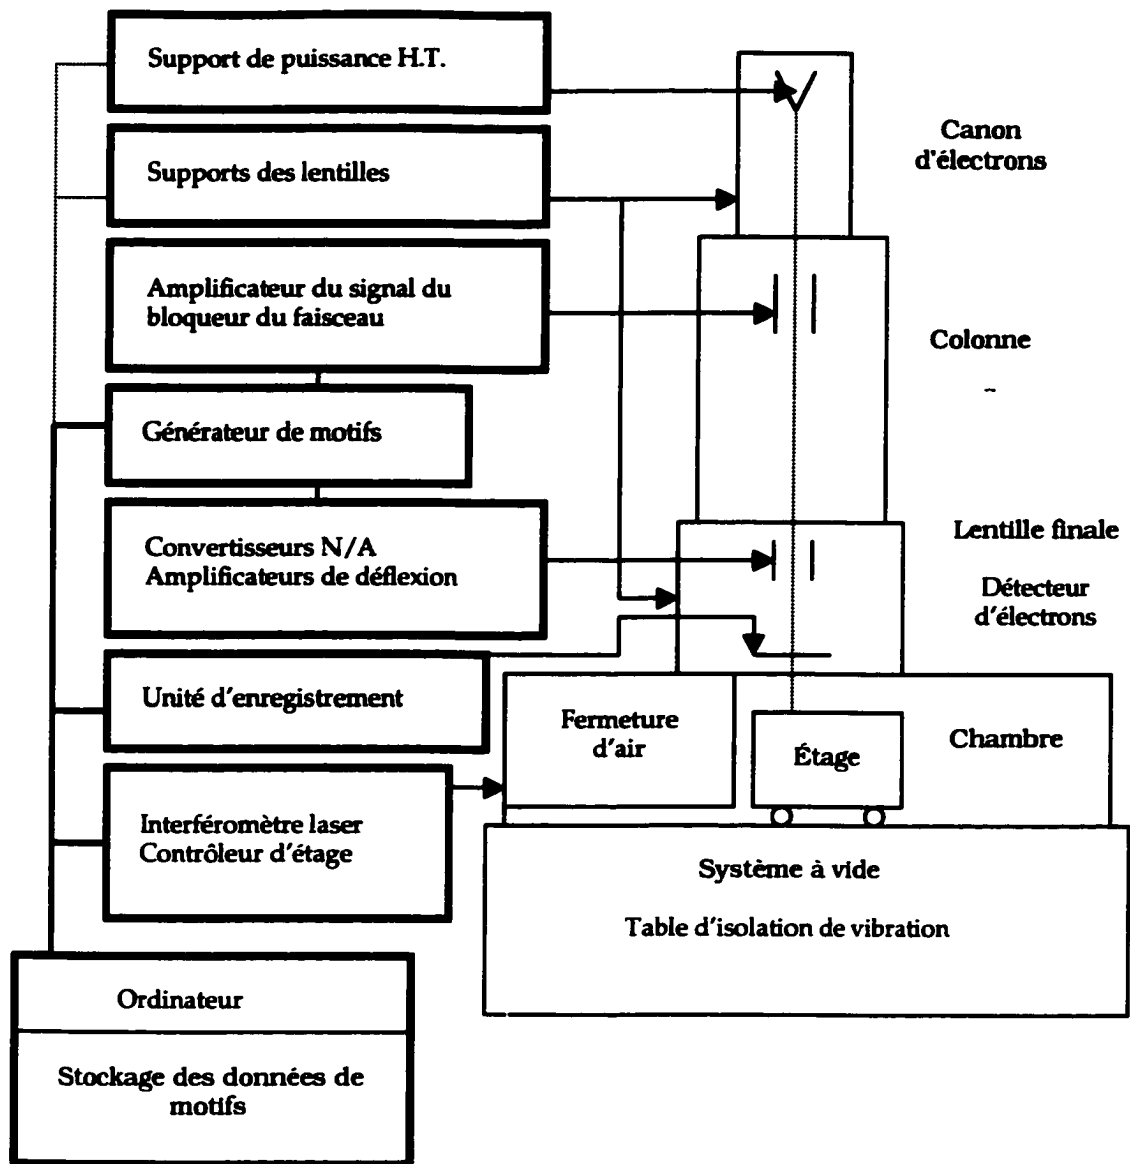 Support de puissance H.T.
Supports des lentilles
Amplificateur du signal du
bloqueur du faisceau
Générateur de motifs
Convertisseurs N/A
Amplificateurs de déflexion
Unité d'enregistrement
Interféromètre laser
Contrôleur d'étage
Ordinateur
Stockage des données de
motifs
Canon
d'électrons
Colonne
Lentille finale
Détecteur
d'électrons
Fermeture
d'air
Étage
Chambre
Système à vide
Table d'isolation de vibration